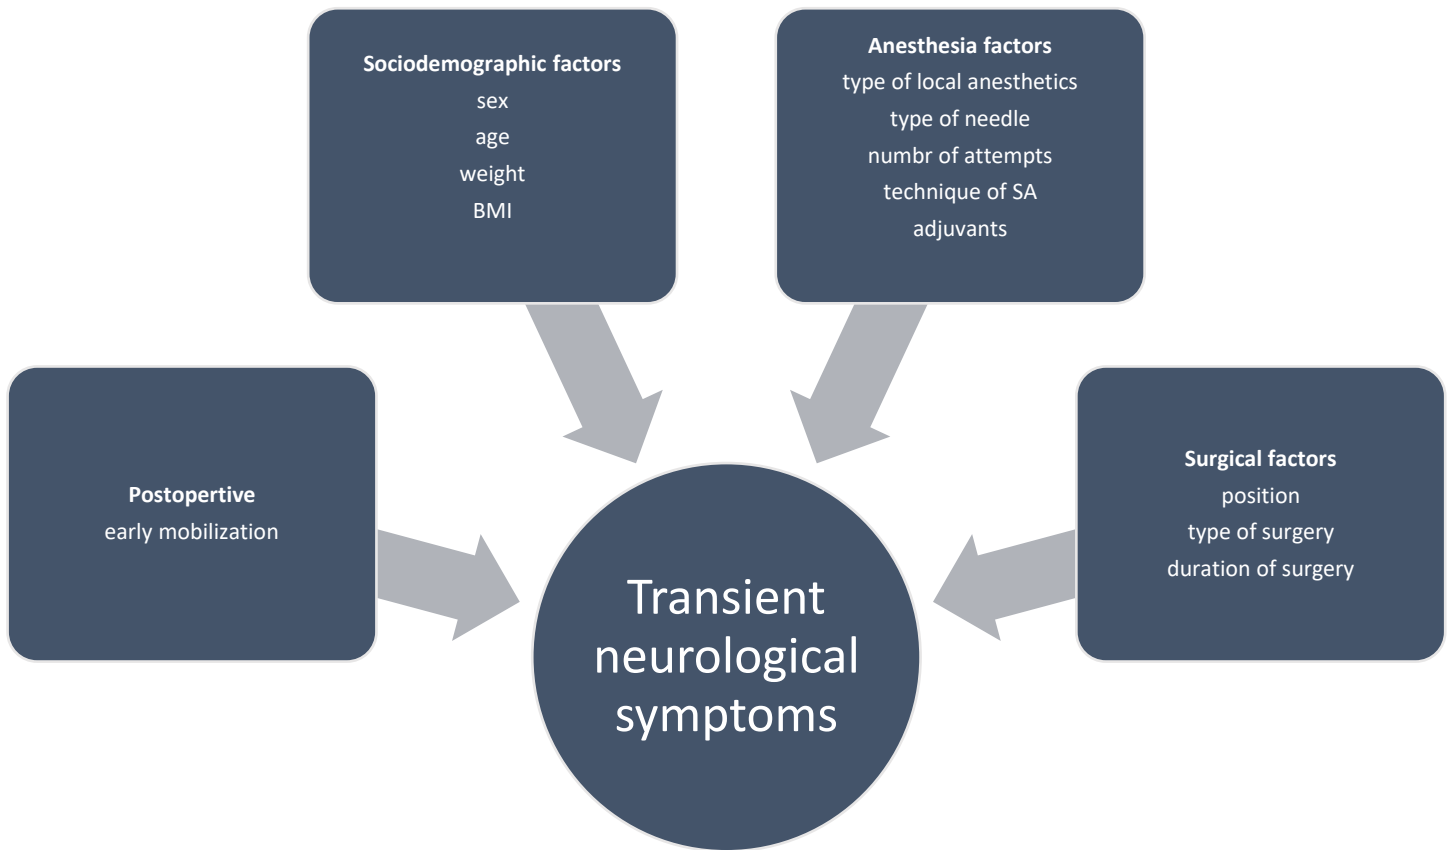 Sociodemographic factors
sex
age
weight
BMI
Anesthesia factors
type of local anesthetics
type of needle
numbr of attempts
technique of SA
adjuvants
Postopertive
early mobilization
Surgical factors
position
type of surgery
duration of surgery
Transient
neurological
symptoms